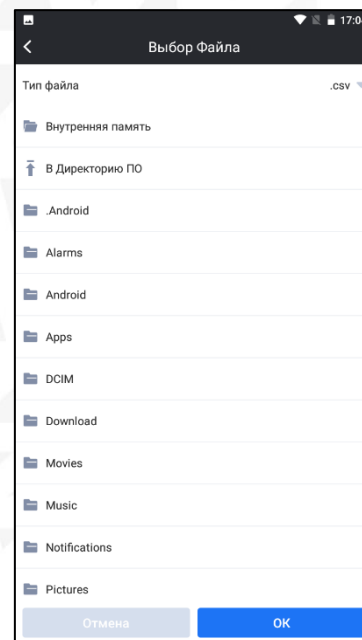 17:04
Выбор Файла
Тип файла .csv
Внутренняя память
В Директорию ПО
.Android
Alarms
Android
Apps
DCIM
Download
Movies
Music
Notifications
Pictures
Отмена OK